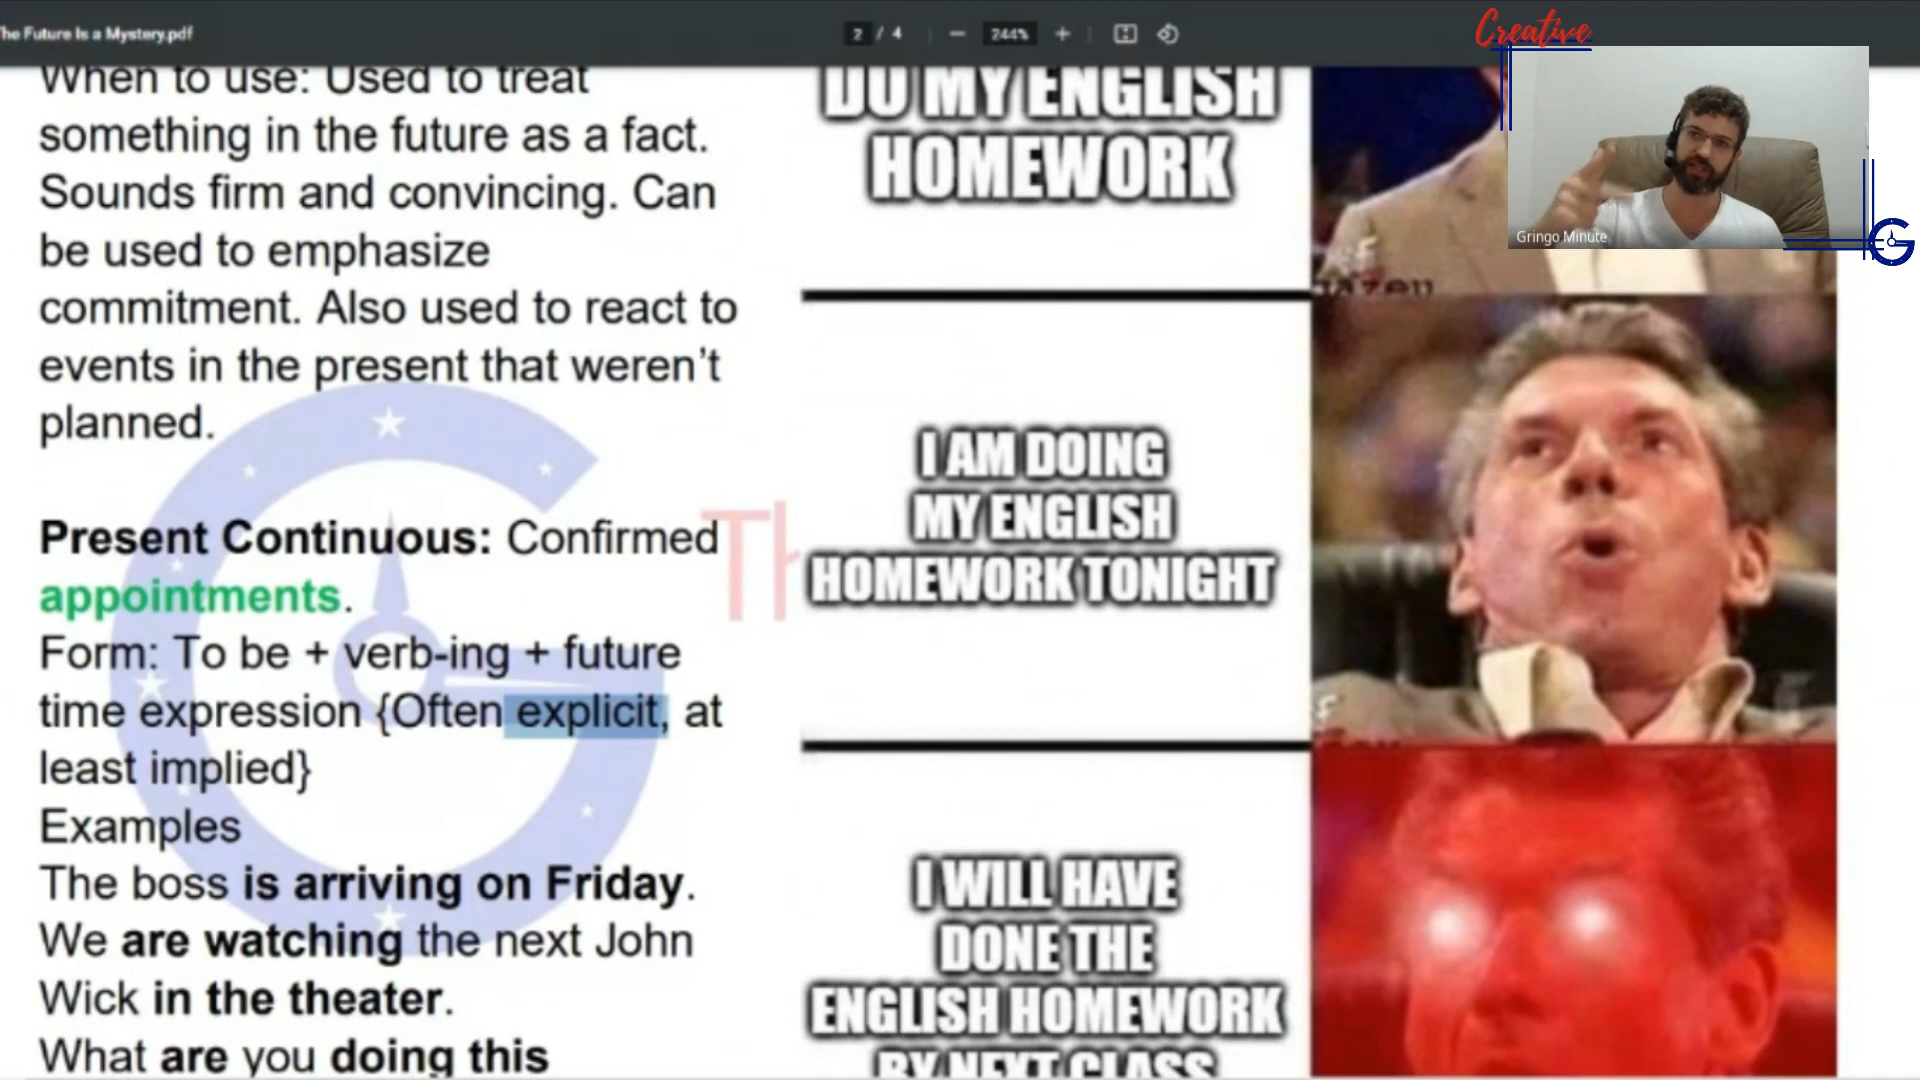 he Future Is a Mystery.pdf
2 / 4
244%
Creative
Gringo Minute
When to use: Used to treat
something in the future as a fact.
Sounds firm and convincing. Can
be used to emphasize
commitment. Also used to react to
events in the present that weren’t
planned.
Present Continuous: Confirmed
appointments.
Form: To be + verb-ing + future
time expression {Often explicit, at
least implied}
Examples
The boss is arriving on Friday.
We are watching the next John
Wick in the theater.
What are you doing this
Th
DO MY ENGLISH
HOMEWORK
I AM DOING
MY ENGLISH
HOMEWORK TONIGHT
I WILL HAVE
DONE THE
ENGLISH HOMEWORK
BY NEXT CLASS